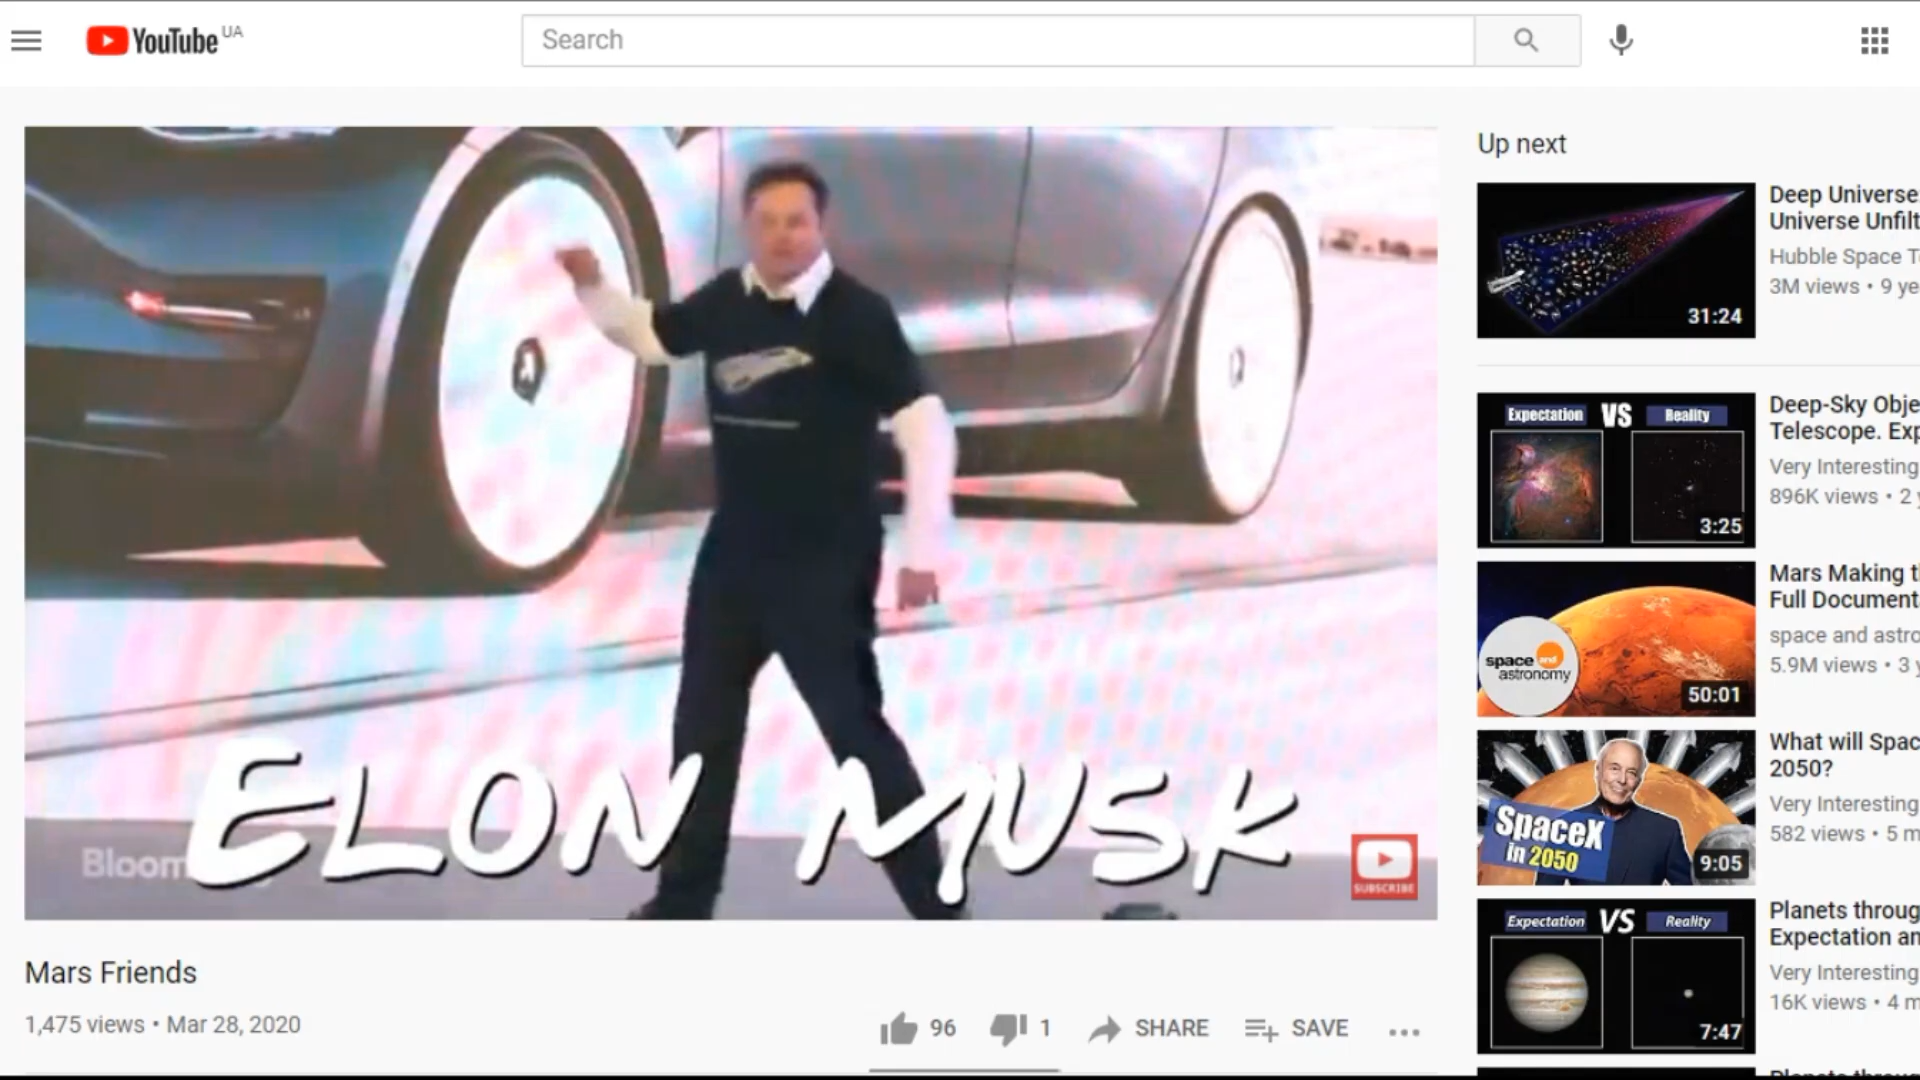 YouTube UA
Search
Bloom
ELON MUSK
SUBSCRIBE
Mars Friends
1,475 views • Mar 28, 2020
96
1
SHARE
SAVE
Up next
31:24
Deep Universe
Universe Unfilt
Hubble Space T
3M views • 9 ye
Expectation VS Reality
3:25
Deep-Sky Obje
Telescope. Exp
Very Interesting
896K views • 2 y
space and astronomy
50:01
Mars Making t
Full Document
space and astro
5.9M views • 3 y
SpaceX
in 2050
9:05
What will Spac
2050?
Very Interesting
582 views • 5 m
Expectation VS Reality
7:47
Planets throug
Expectation an
Very Interesting
16K views • 4 m